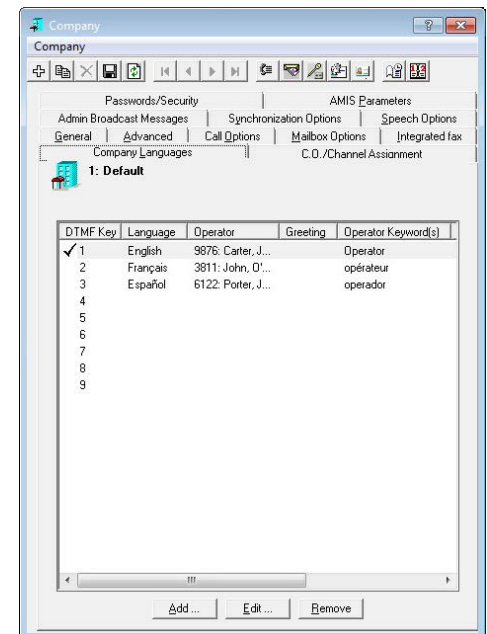 Company
Company
Passwords/Security AMIS Parameters
Admin Broadcast Messages Synchronization Options Speech Options
General Advanced Call Options Mailbox Options Integrated fax
Company Languages C.O./Channel Assignment
1: Default
DTMF Key Language Operator Greeting Operator Keyword(s)
1 English 9876: Carter, J... Operator
2 Français 3811: John, O'... opérateur
3 Español 6122: Porter, J... operador
4
5
6
7
8
9
Add ... Edit ... Remove